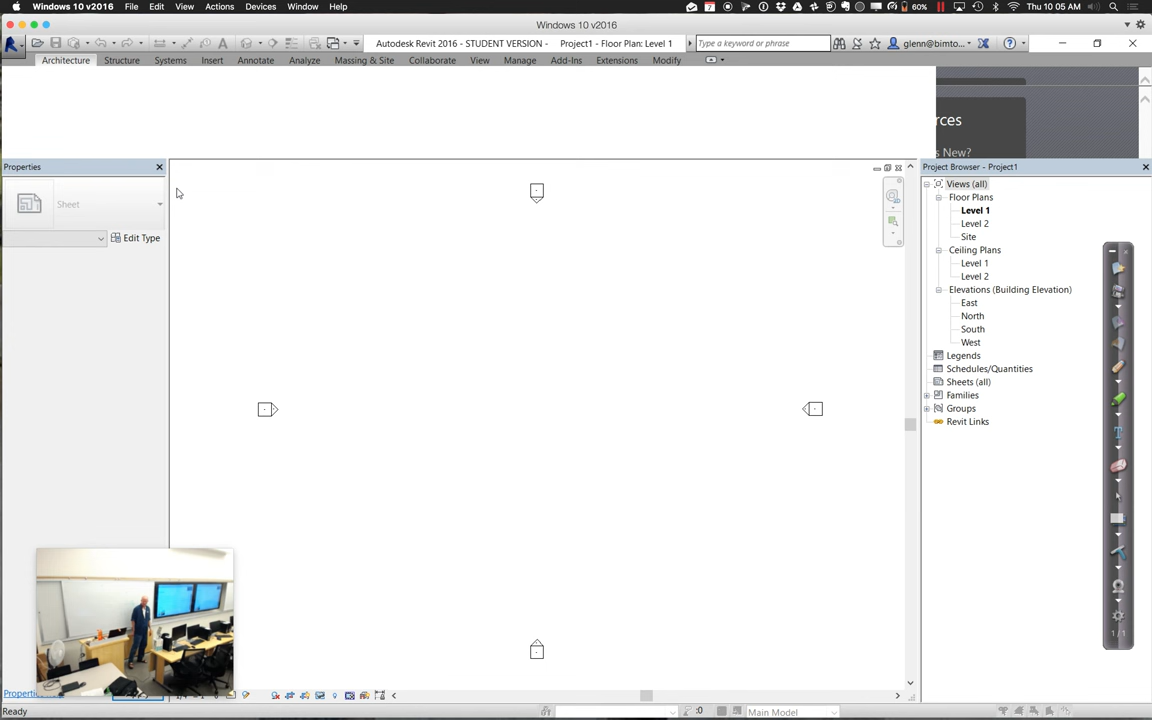 Windows 10 v2016 File Edit View Actions Devices Window Help 60% Thu 10 05 AM
Windows 10 v2016
Autodesk Revit 2016 - STUDENT VERSION - Project1 - Floor Plan: Level 1 Type a keyword or phrase glenn@bimto...
Architecture Structure Systems Insert Annotate Analyze Massing & Site Collaborate View Manage Add-Ins Extensions Modify
rces
s New?
Properties
Project Browser - Project1
Sheet
Edit Type
Views (all)
Floor Plans
Level 1
Level 2
Site
Ceiling Plans
Level 1
Level 2
Elevations (Building Elevation)
East
North
South
West
Legends
Schedules/Quantities
Sheets (all)
Families
Groups
Revit Links
1/1
Ready
:0
Main Model